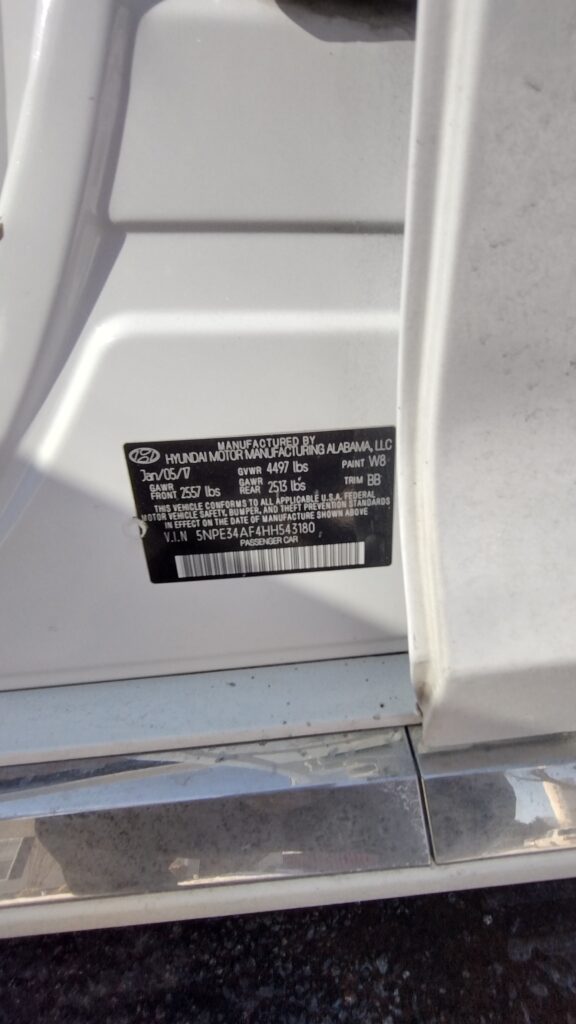 MANUFACTURED BY
HYUNDAI MOTOR MANUFACTURING ALABAMA, LLC
Jan/05/17 GVWR 4497 lbs PAINT W8
GAWR FRONT 2557 lbs GAWR REAR 2513 lbs TRIM BB
THIS VEHICLE CONFORMS TO ALL APPLICABLE U.S.A. FEDERAL
MOTOR VEHICLE SAFETY, BUMPER, AND THEFT PREVENTION STANDARDS
IN EFFECT ON THE DATE OF MANUFACTURE SHOWN ABOVE
V.I.N 5NPE34AF4HH543180
PASSENGER CAR